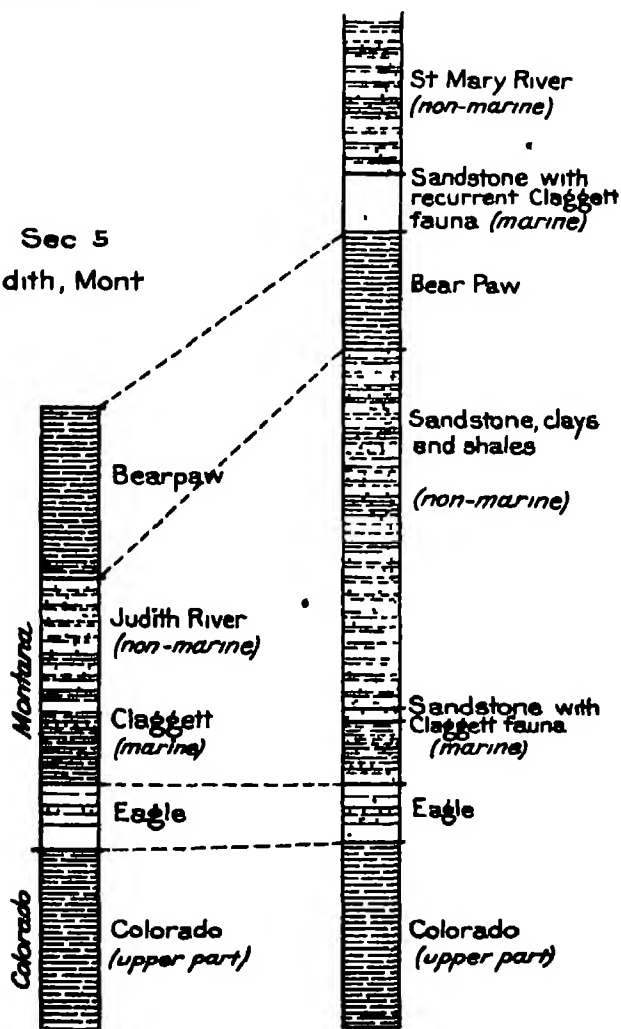 Sec 5
dith, Mont
Montana
Colorado
Bearpaw
Judith River
(non-marine)
Claggett
(marine)
Eagle
Colorado
(upper part)
St Mary River
(non-marine)
Sandstone with
recurrent Claggett
fauna (marine)
Bear Paw
Sandstone, clays
and shales
(non-marine)
Sandstone with
Claggett fauna
(marine)
Eagle
Colorado
(upper part)